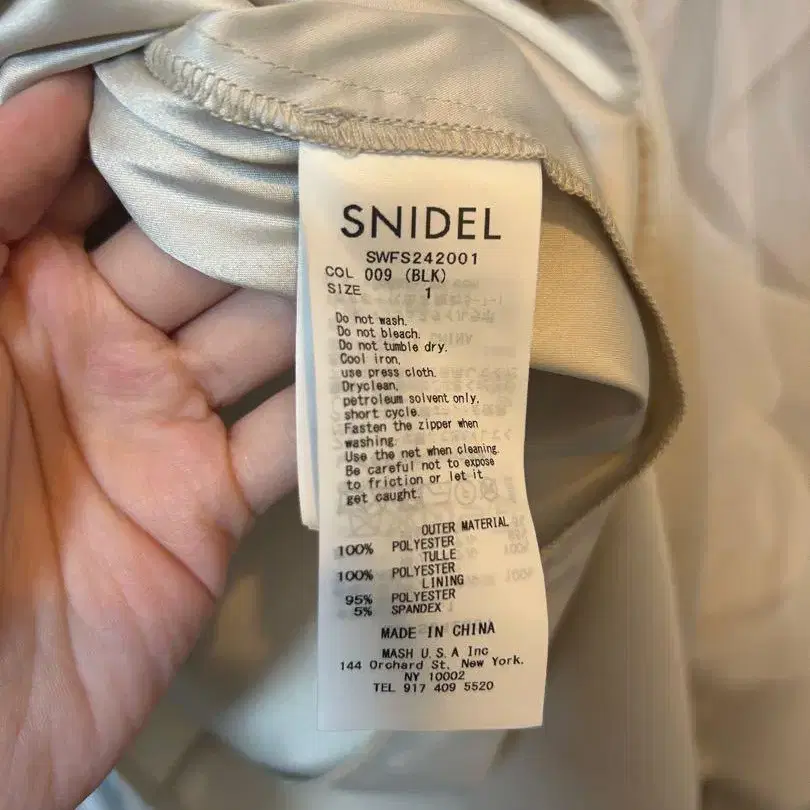 SNIDEL
SWFS242001
COL 009 (BLK)
SIZE 1
Do not wash.
Do not bleach.
Do not tumble dry.
Cool iron,
use press cloth.
Dryclean,
petroleum solvent only,
short cycle.
Fasten the zipper when
washing.
Use the net when cleaning.
Be careful not to expose
to friction or let it
get caught.
OUTER MATERIAL
100% POLYESTER
TULLE
100% POLYESTER
LINING
95% POLYESTER
5% SPANDEX
MADE IN CHINA
MASH U.S.A Inc
144 Orchard St, New York.
NY 10002
TEL 917 409 5520